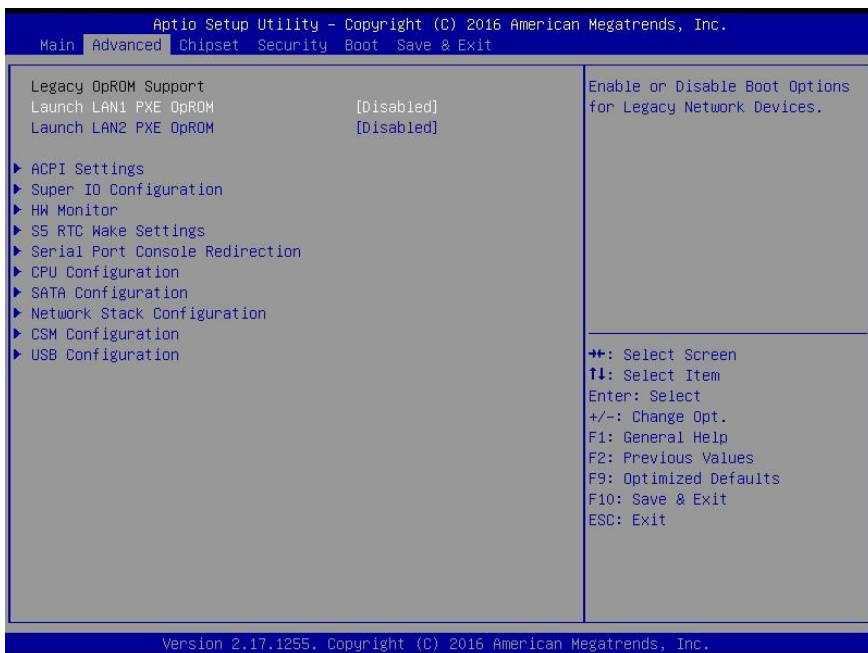 Aptio Setup Utility – Copyright (C) 2016 American Megatrends, Inc.
Main Advanced Chipset Security Boot Save & Exit
Legacy OpROM Support
Launch LAN1 PXE OpROM [Disabled]
Launch LAN2 PXE OpROM [Disabled]
ACPI Settings
Super IO Configuration
HW Monitor
S5 RTC Wake Settings
Serial Port Console Redirection
CPU Configuration
SATA Configuration
Network Stack Configuration
CSM Configuration
USB Configuration
Enable or Disable Boot Options
for Legacy Network Devices.
→←: Select Screen
↑↓: Select Item
Enter: Select
+/-: Change Opt.
F1: General Help
F2: Previous Values
F9: Optimized Defaults
F10: Save & Exit
ESC: Exit
Version 2.17.1255. Copyright (C) 2016 American Megatrends, Inc.